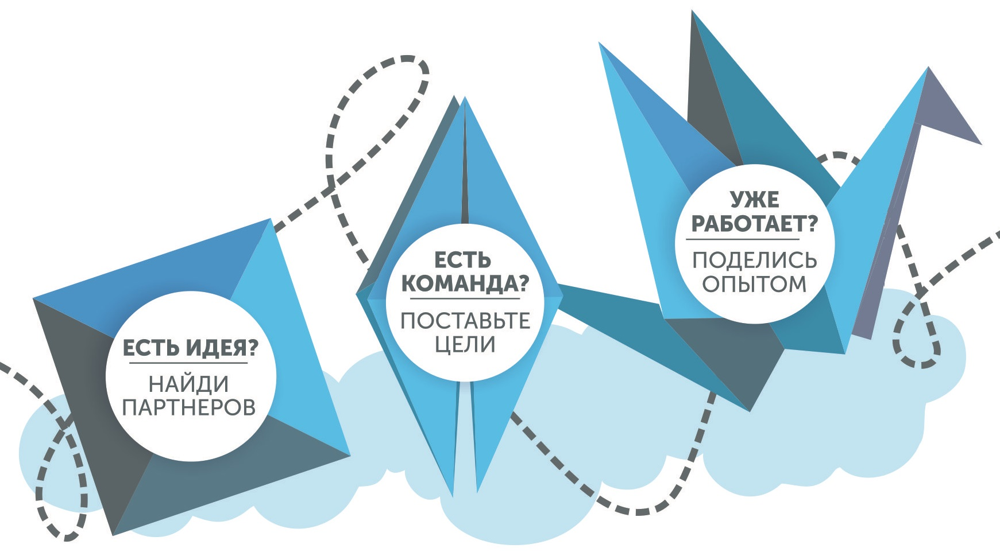 ЕСТЬ ИДЕЯ?
НАЙДИ
ПАРТНЕРОВ
ЕСТЬ
КОМАНДА?
ПОСТАВЬТЕ
ЦЕЛИ
УЖЕ
РАБОТАЕТ?
ПОДЕЛИСЬ
ОПЫТОМ